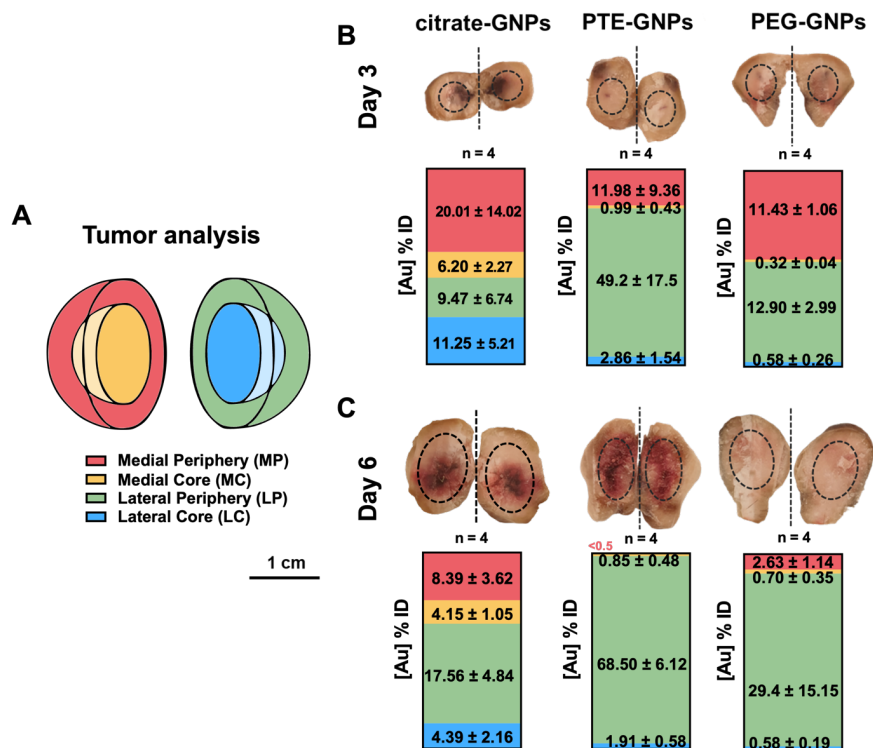 A
Tumor analysis
Medial Periphery (MP)
Medial Core (MC)
Lateral Periphery (LP)
Lateral Core (LC)
1 cm
B
citrate-GNPs
PTE-GNPs
PEG-GNPs
Day 3
n = 4
n = 4
n = 4
[Au] % ID
20.01 ± 14.02
6.20 ± 2.27
9.47 ± 6.74
11.25 ± 5.21
[Au] % ID
11.98 ± 9.36
0.99 ± 0.43
49.2 ± 17.5
2.86 ± 1.54
[Au] % ID
11.43 ± 1.06
0.32 ± 0.04
12.90 ± 2.99
0.58 ± 0.26
C
Day 6
n = 4
n = 4
n = 4
[Au] % ID
8.39 ± 3.62
4.15 ± 1.05
17.56 ± 4.84
4.39 ± 2.16
[Au] % ID
<0.5
0.85 ± 0.48
68.50 ± 6.12
1.91 ± 0.58
[Au] % ID
2.63 ± 1.14
0.70 ± 0.35
29.4 ± 15.15
0.58 ± 0.19